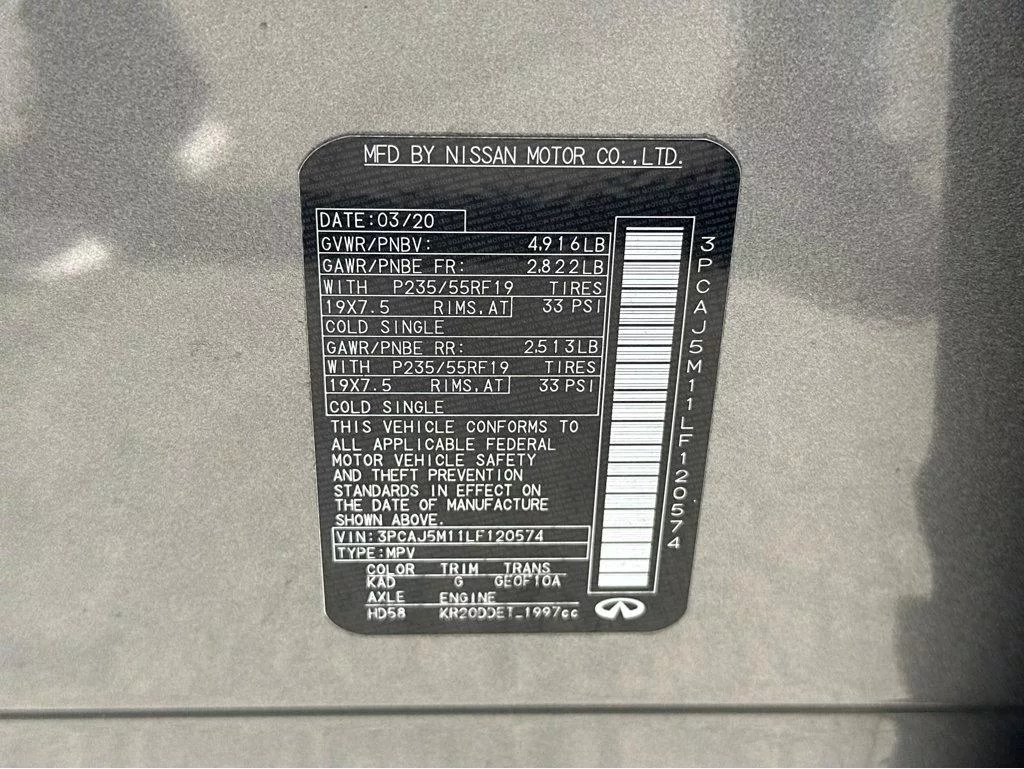 MFD BY NISSAN MOTOR CO.,LTD.
DATE:03/20
GVWR/PNBV: 4,916LB
GAWR/PNBE FR: 2,822LB
WITH P235/55RF19 TIRES
19X7.5 RIMS,AT 33 PSI
COLD SINGLE
GAWR/PNBE RR: 2,513LB
WITH P235/55RF19 TIRES
19X7.5 RIMS,AT 33 PSI
COLD SINGLE
THIS VEHICLE CONFORMS TO
ALL APPLICABLE FEDERAL
MOTOR VEHICLE SAFETY
AND THEFT PREVENTION
STANDARDS IN EFFECT ON
THE DATE OF MANUFACTURE
SHOWN ABOVE.
VIN:3PCAJ5M11LF120574
TYPE:MPV
COLOR TRIM TRANS
KAD G GE0F10A
AXLE ENGINE
HD58 KR20DDET_1997cc
3PCAJ5M11LF120574